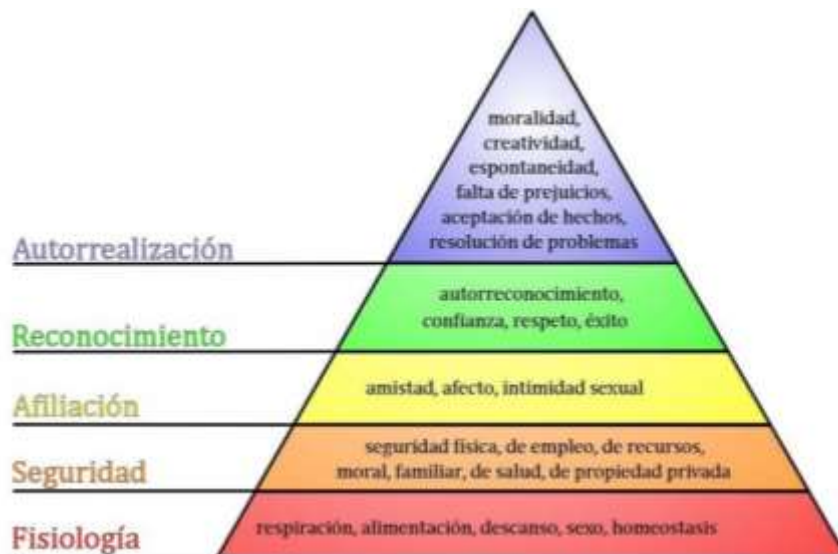 moralidad,
creatividad,
espontaneidad,
falta de prejuicios,
aceptación de hechos,
resolución de problemas
Autorrealización
autorreconocimiento,
confianza, respeto, éxito
Reconocimiento
amistad, afecto, intimidad sexual
Afiliación
seguridad física, de empleo, de recursos,
moral, familiar, de salud, de propiedad privada
Seguridad
respiración, alimentación, descanso, sexo, homeostasis
Fisiología